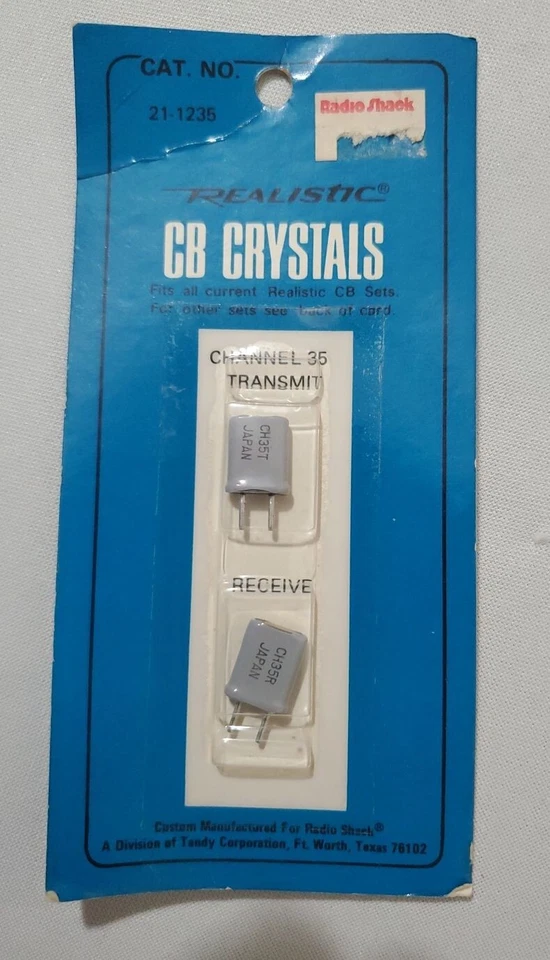 CAT. NO.
21-1235
Radio Shack
REALISTIC®
CB CRYSTALS
Fits all current Realistic CB Sets.
For other sets see back of card.
CHANNEL 35
TRANSMIT
CH35T
JAPAN
RECEIVE
CH35R
JAPAN
Custom Manufactured For Radio Shack®
A Division of Tandy Corporation, Ft. Worth, Texas 76102